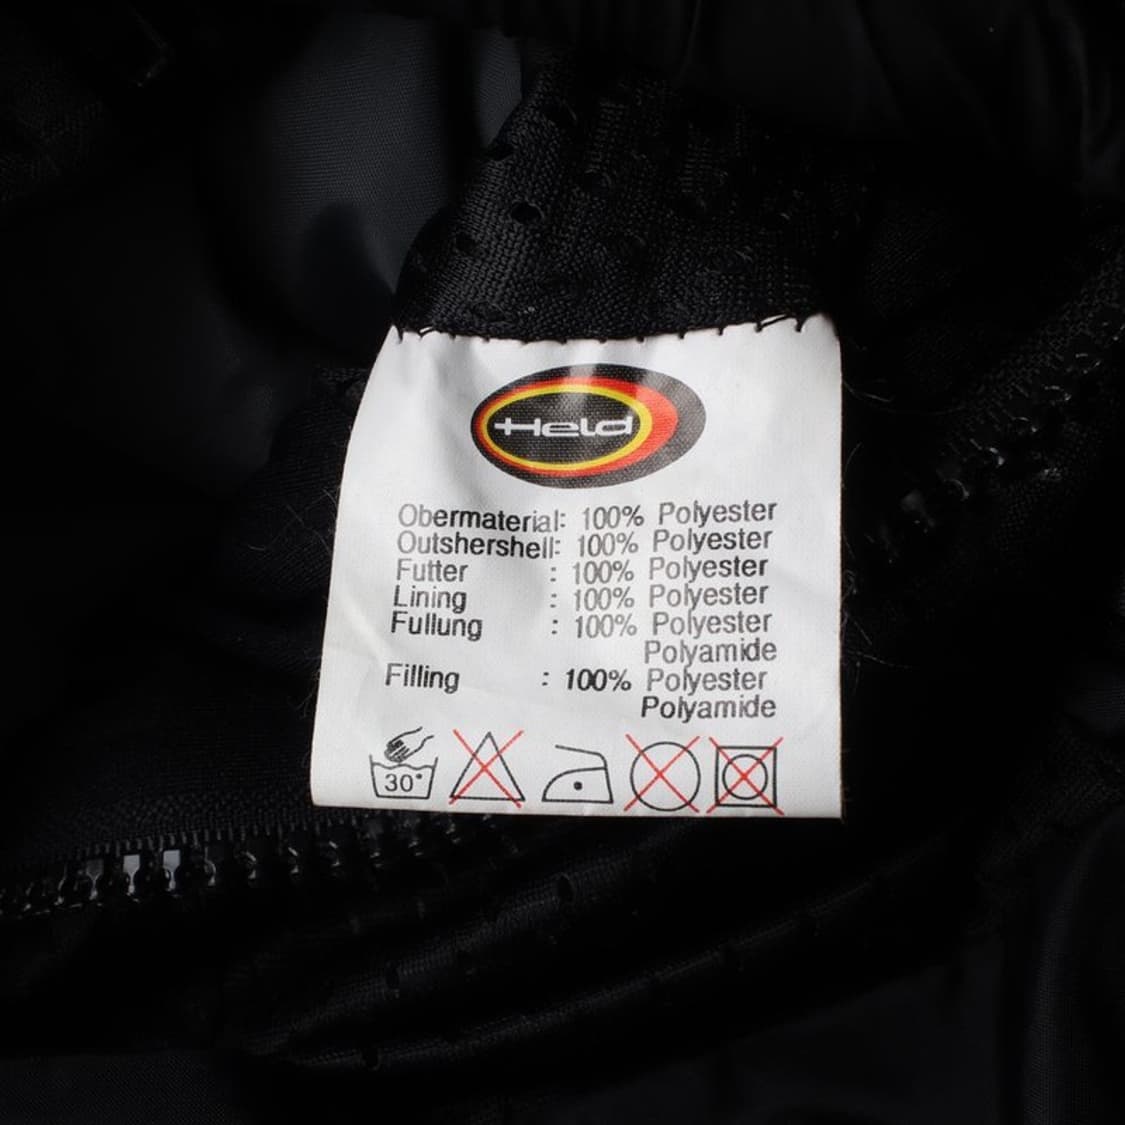 Held
Obermaterial: 100% Polyester
Outshershell: 100% Polyester
Futter : 100% Polyester
Lining : 100% Polyester
Fullung : 100% Polyester
Polyamide
Filling : 100% Polyester
Polyamide
30°